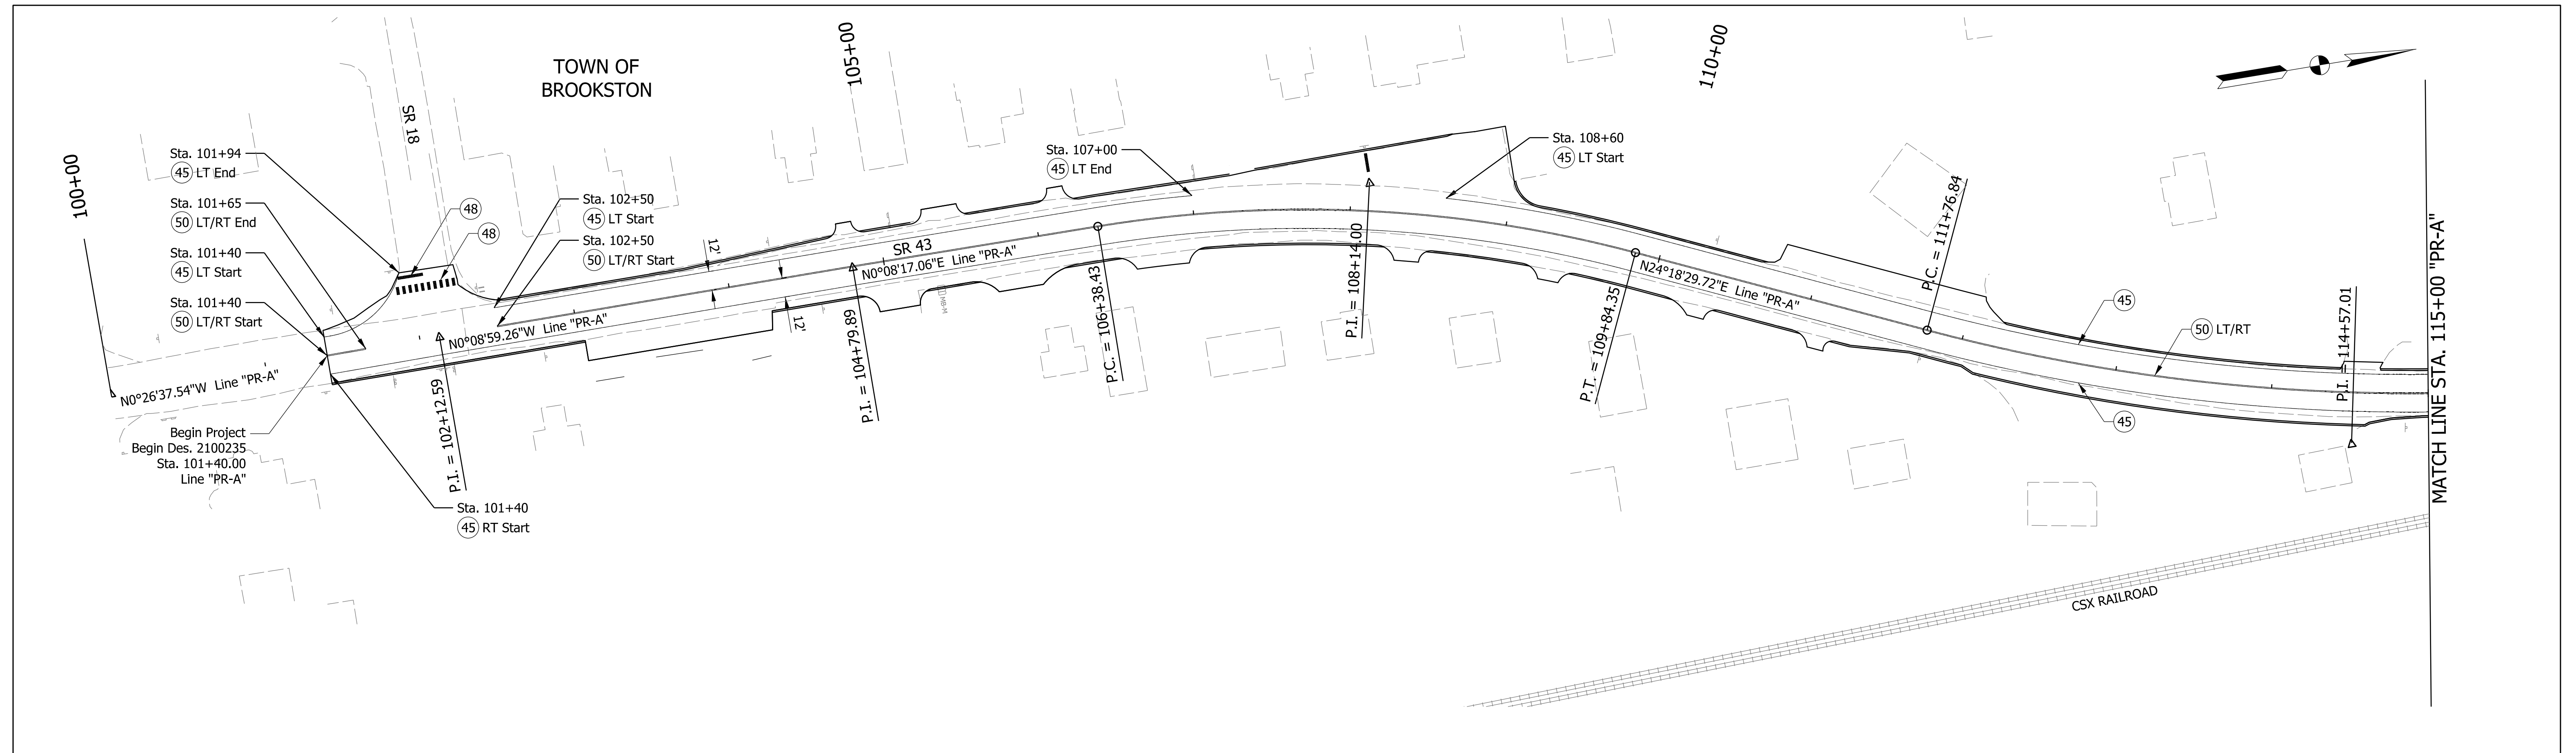 TOWN OF
BROOKSTON
105+00
110+00
100+00
SR 18
Sta. 101+94
45 LT End
Sta. 101+65
50 LT/RT End
Sta. 101+40
45 LT Start
Sta. 101+40
50 LT/RT Start
48
48
Sta. 102+50
45 LT Start
Sta. 102+50
50 LT/RT Start
12'
12'
SR 43
N0°08'17.06"E Line "PR-A"
N0°08'59.26"W Line "PR-A"
N0°26'37.54"W Line "PR-A"
Sta. 107+00
45 LT End
Sta. 108+60
45 LT Start
Begin Project
Begin Des. 2100235
Sta. 101+40.00
Line "PR-A"
Sta. 101+40
45 RT Start
P.I. = 102+12.59
P.I. = 104+79.89
MB-M
P.C. = 106+38.43
P.I. = 108+14.00
P.T. = 109+84.35
N24°18'29.72"E Line "PR-A"
P.C. = 111+76.84
45
50 LT/RT
45
P.I. = 114+57.01
MATCH LINE STA. 115+00 "PR-A"
CSX RAILROAD